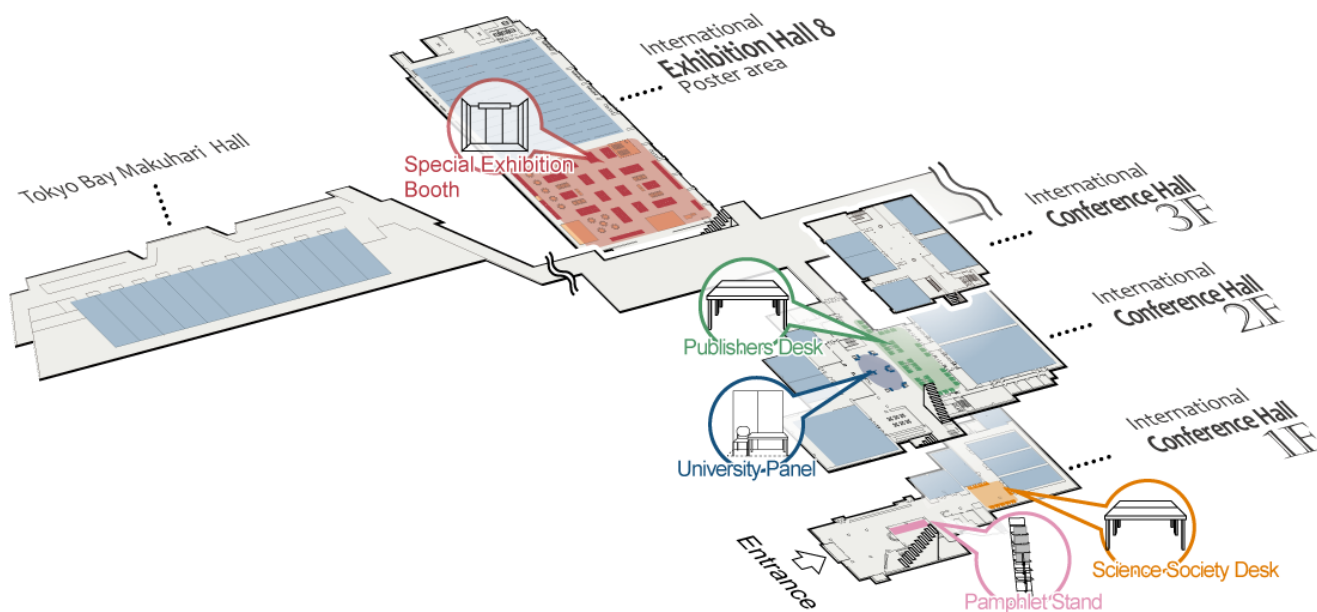 International
Exhibition Hall 8
Poster area
Special Exhibition
Booth
Tokyo Bay Makuhari Hall
International
Conference Hall
3F
International
Conference Hall
2F
Publishers Desk
University Panel
International
Conference Hall
1F
Entrance
Science Society Desk
Pamphlet Stand